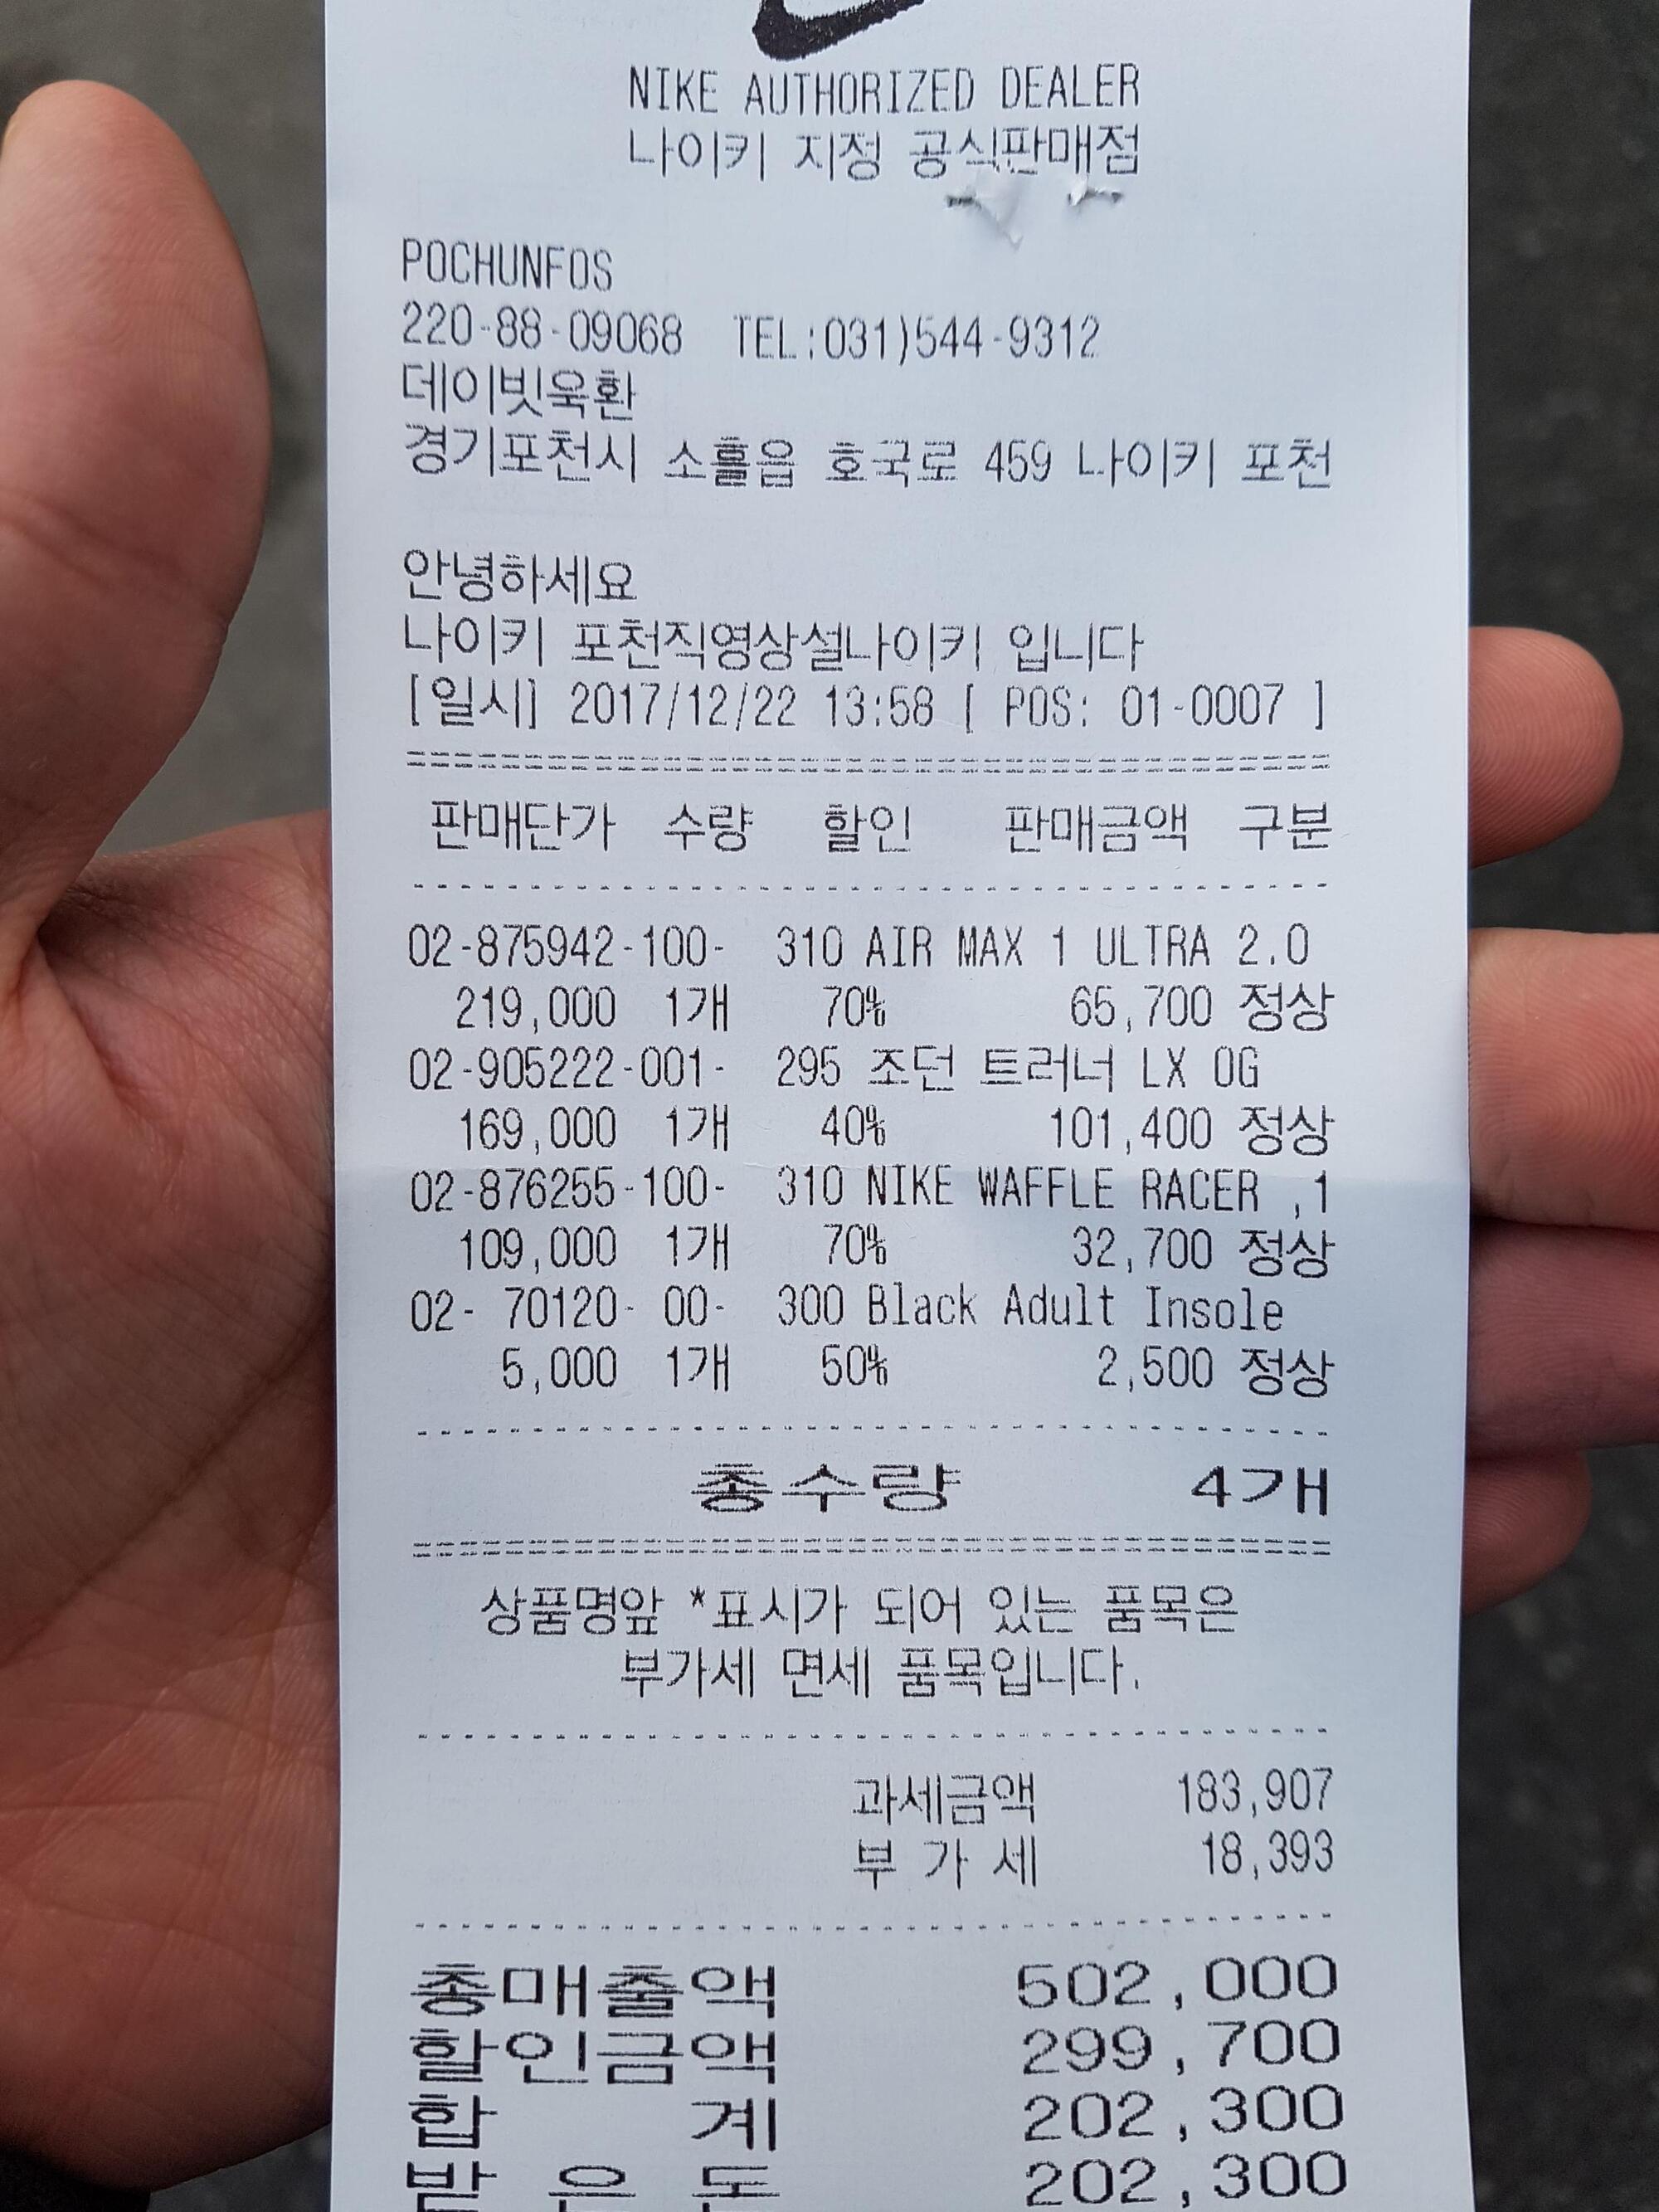 NIKE AUTHORIZED DEALER
나이키 지정 공식판매점
POCHUNFOS
220-88-09068 TEL:031)544-9312
데이빗욱환
경기포천시 소홀읍 호국로 459 나이키 포천
안녕하세요
나이키 포천직영상설나이키 입니다
[일시] 2017/12/22 13:58 [ POS: 01-0007 ]
판매단가 수량 할인 판매금액 구분
02-875942-100- 310 AIR MAX 1 ULTRA 2.0
219,000 1개 70% 65,700 정상
02-905222-001- 295 조던 트러너 LX OG
169,000 1개 40% 101,400 정상
02-876255-100- 310 NIKE WAFFLE RACER ,1
109,000 1개 70% 32,700 정상
02- 70120- 00- 300 Black Adult Insole
5,000 1개 50% 2,500 정상
총수량 4개
상품명앞 *표시가 되어 있는 품목은
부가세 면세 품목입니다.
과세금액 183,907
부 가 세 18,393
총매출액 502,000
할인금액 299,700
합 계 202,300
받 은 돈 202,300